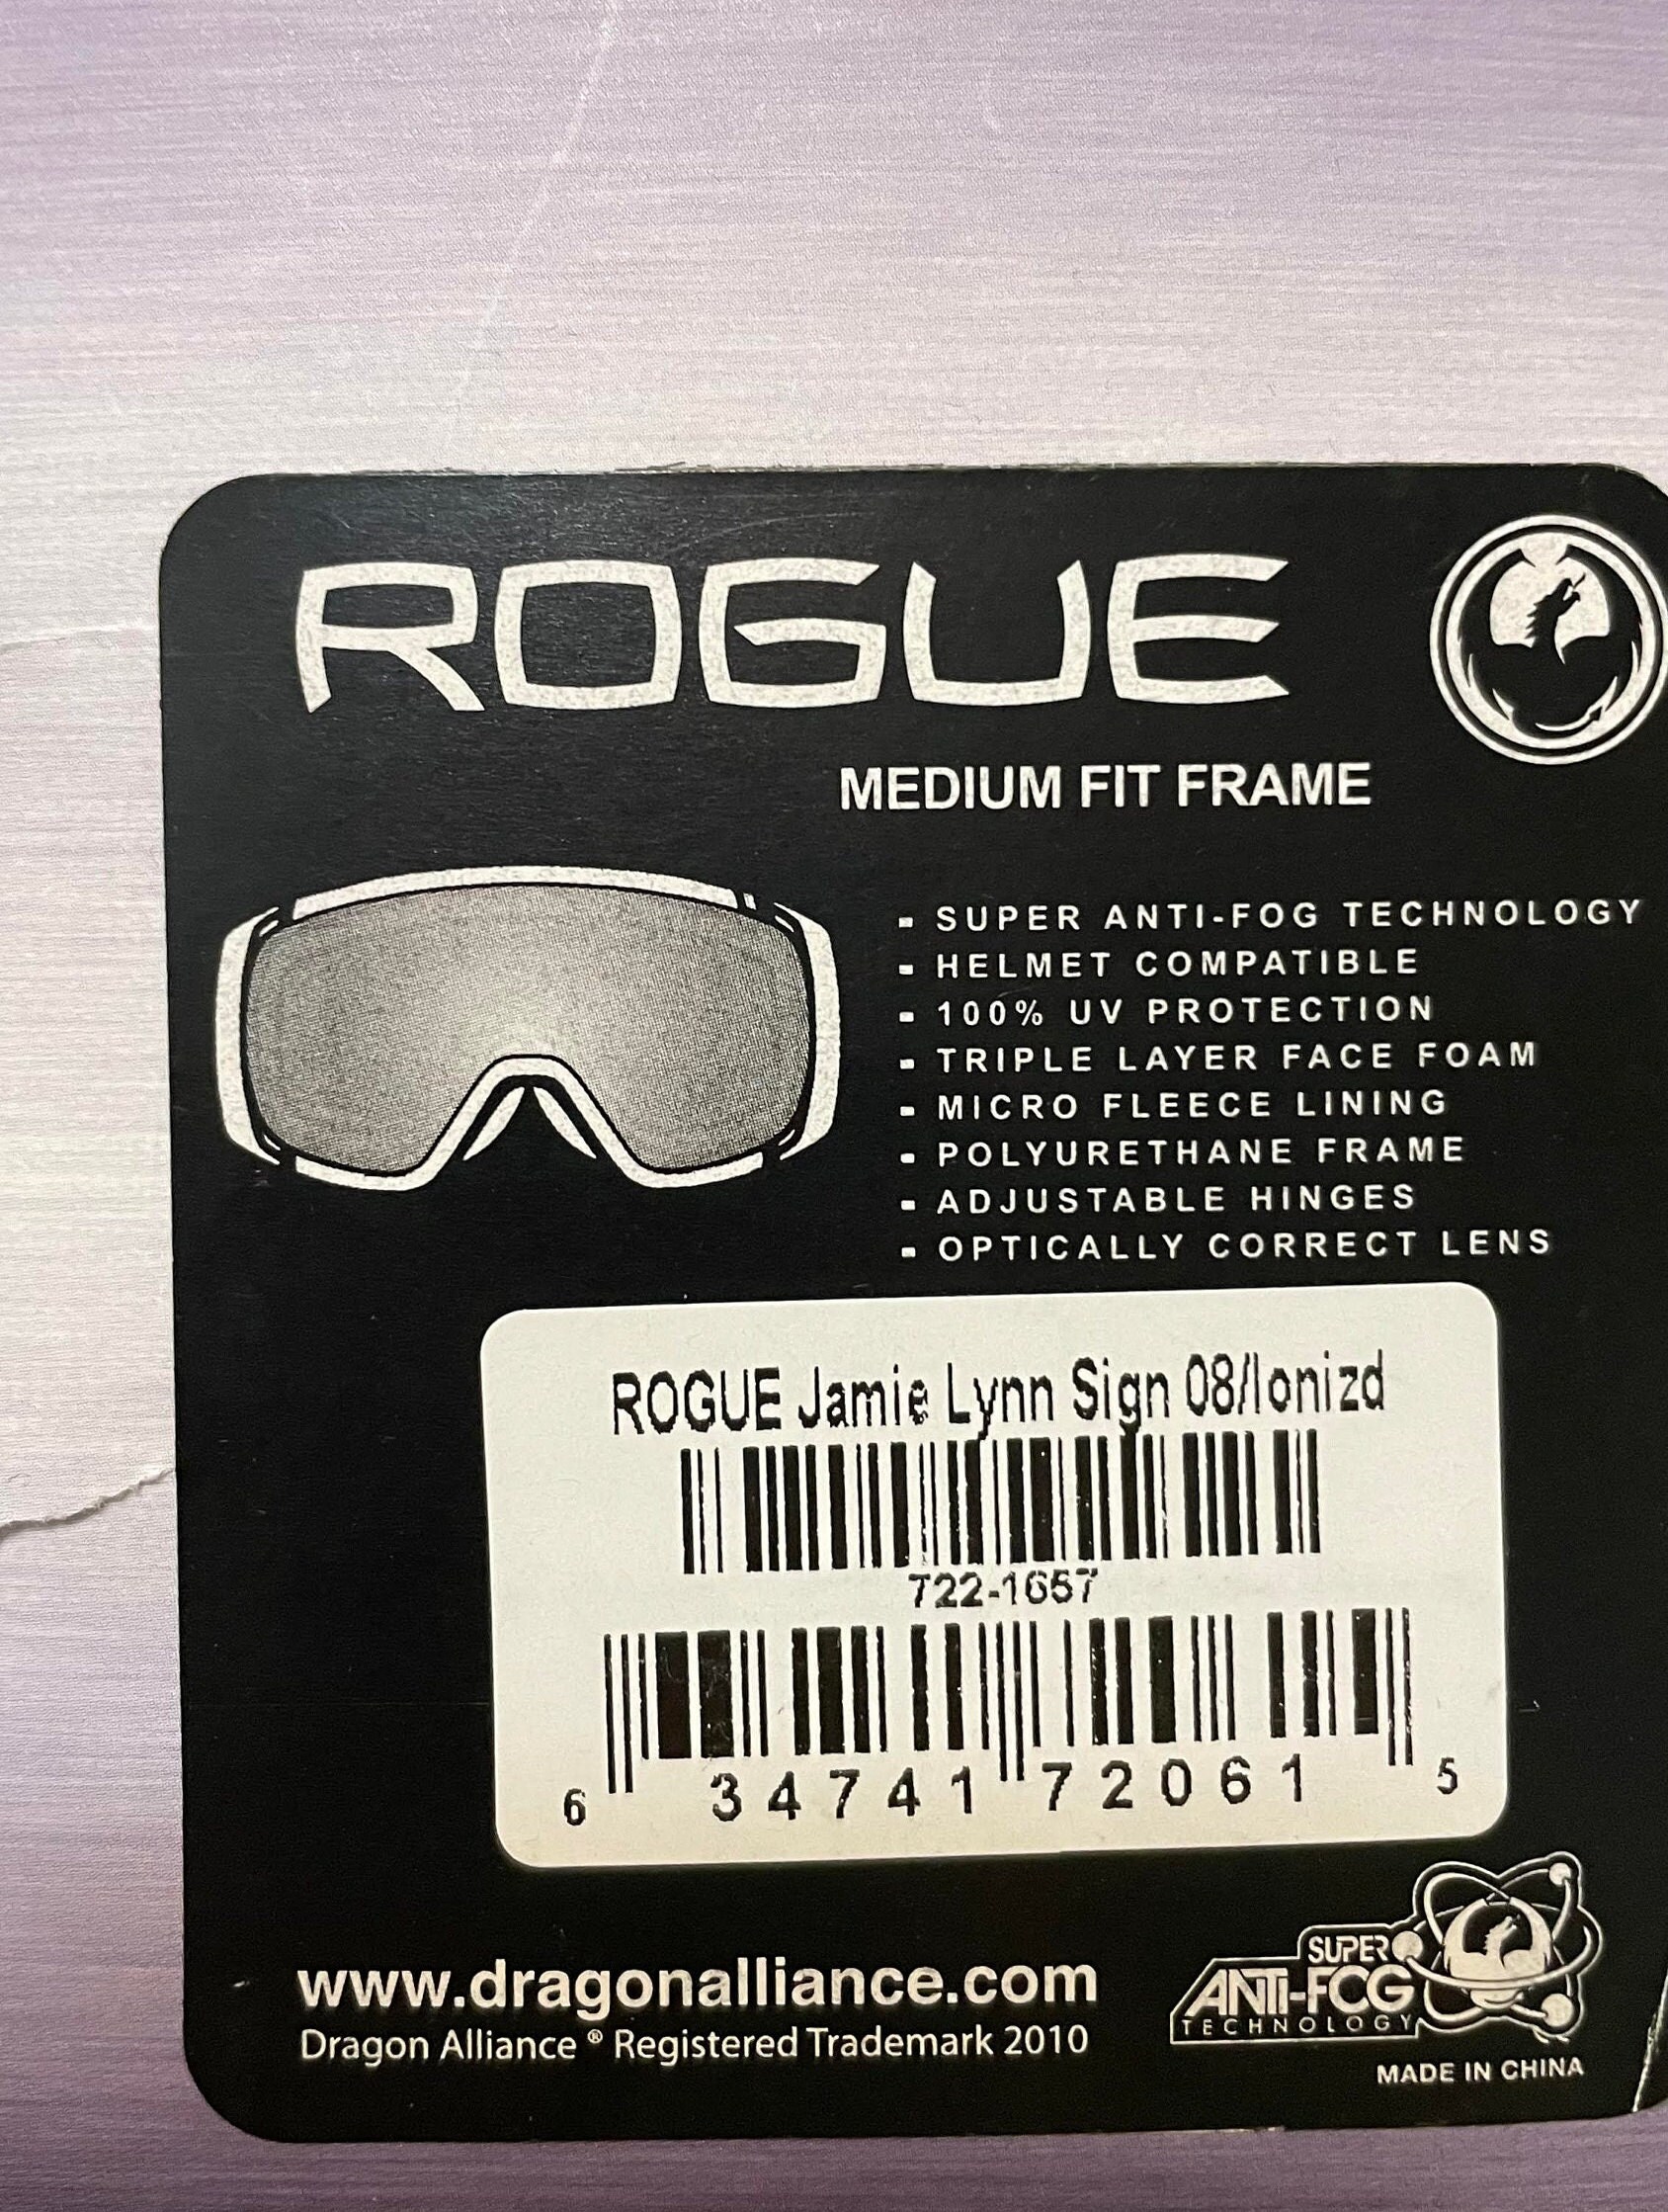 ROGUE
MEDIUM FIT FRAME
- SUPER ANTI-FOG TECHNOLOGY
- HELMET COMPATIBLE
- 100% UV PROTECTION
- TRIPLE LAYER FACE FOAM
- MICRO FLEECE LINING
- POLYURETHANE FRAME
- ADJUSTABLE HINGES
- OPTICALLY CORRECT LENS
ROGUE Jamie Lynn Sign 08/Ionizd
722-1657
6 34741 72061 5
www.dragonalliance.com
Dragon Alliance ® Registered Trademark 2010
SUPER
ANTI-FOG
TECHNOLOGY
MADE IN CHINA